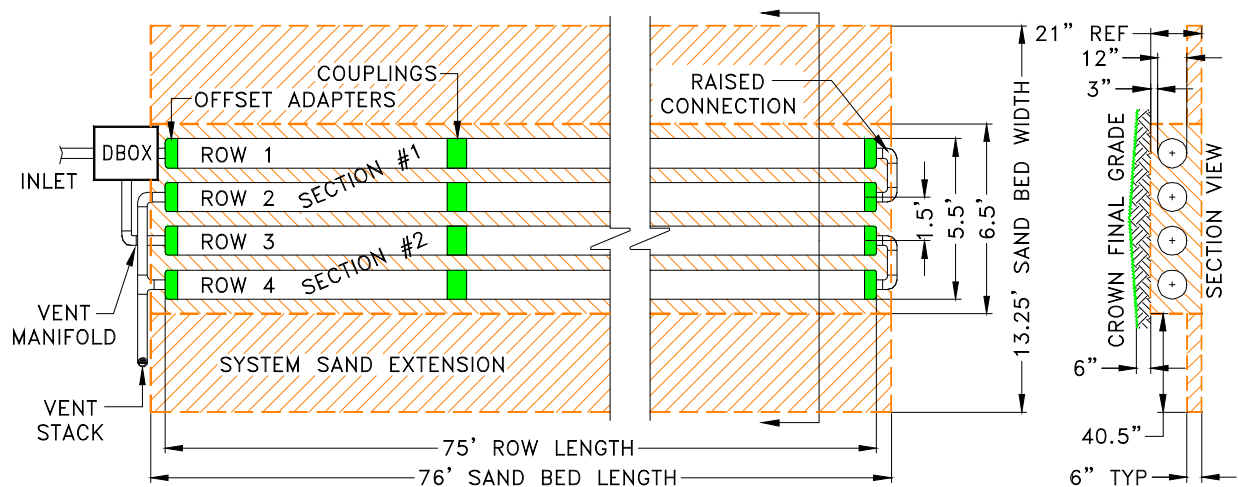 COUPLINGS
OFFSET ADAPTERS
RAISED
CONNECTION
21" REF
12"
3"
DBOX
INLET
ROW 1
SECTION #1
ROW 2
ROW 3
SECTION #2
ROW 4
1.5'
5.5'
6.5'
13.25' SAND BED WIDTH
CROWN FINAL GRADE
SECTION VIEW
VENT
MANIFOLD
SYSTEM SAND EXTENSION
VENT
STACK
6"
40.5"
75' ROW LENGTH
76' SAND BED LENGTH
6" TYP